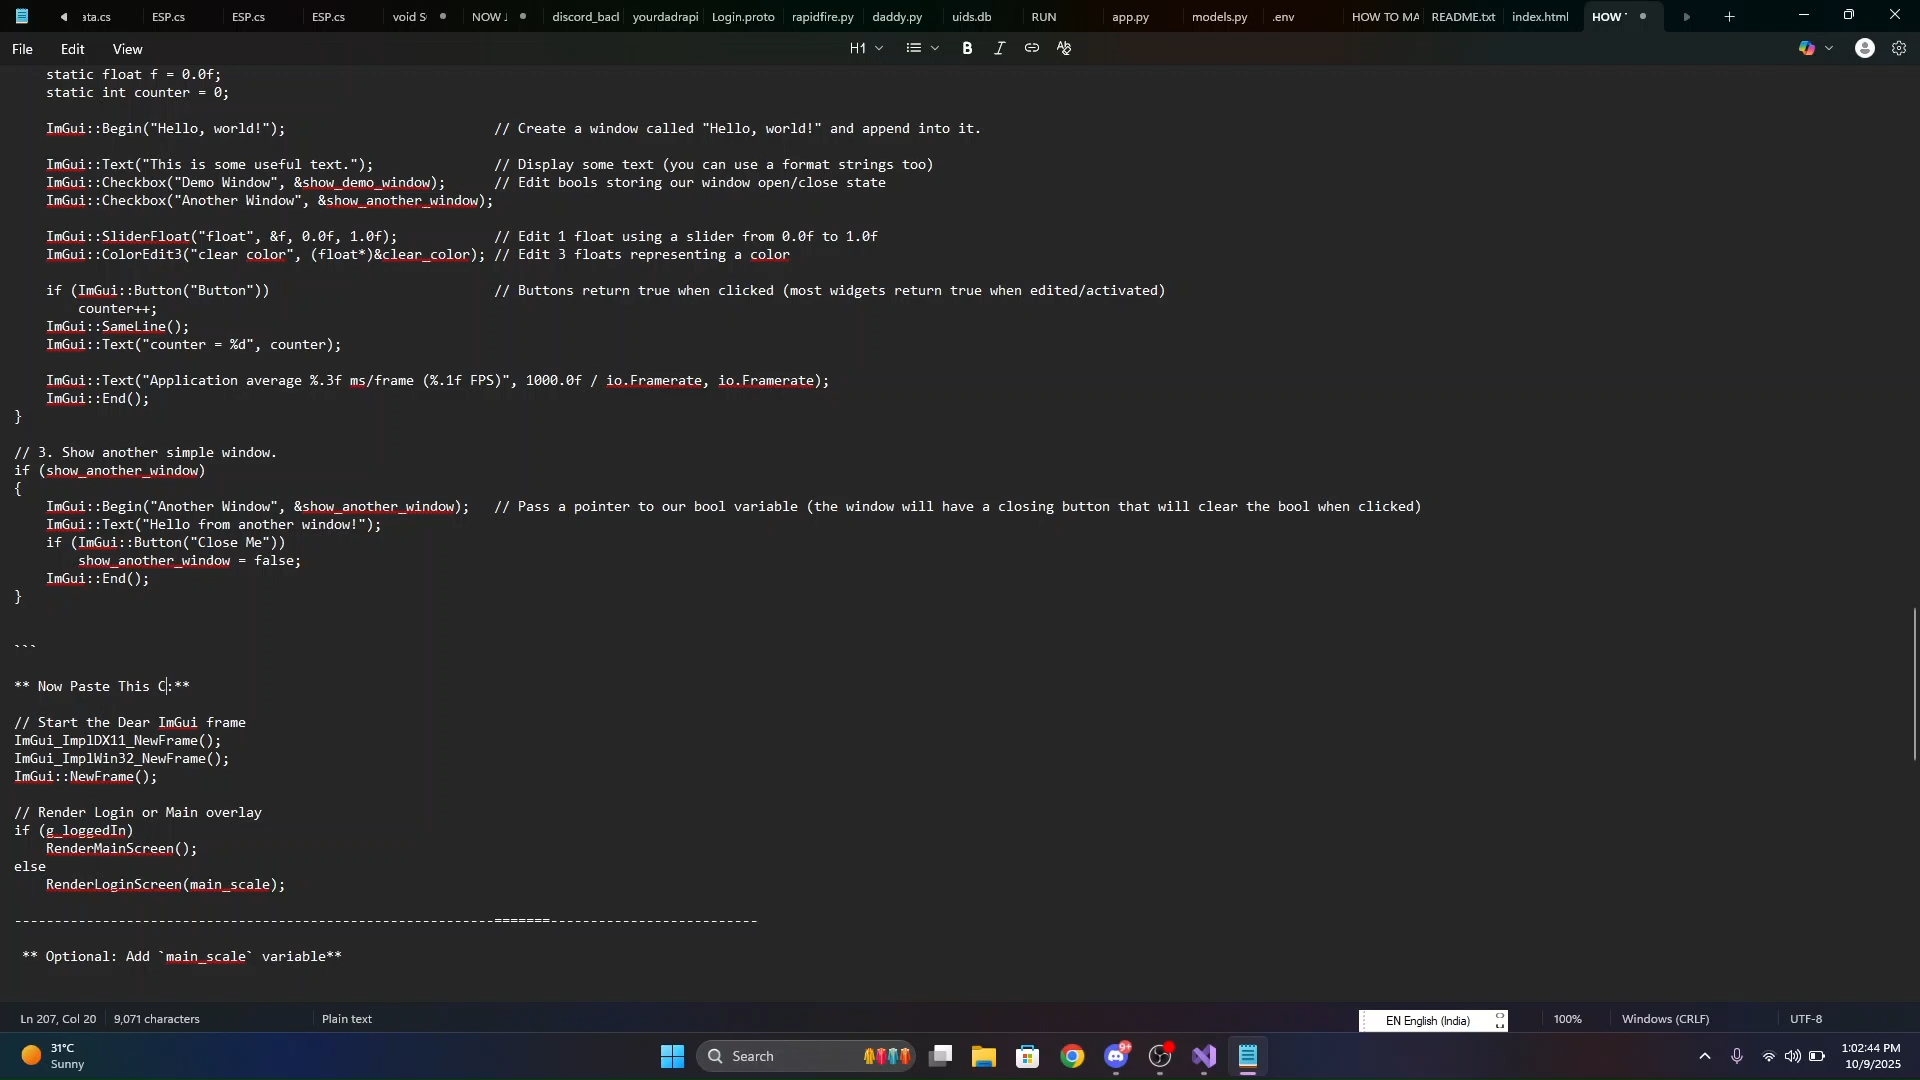 ata.cs ESP.cs ESP.cs ESP.cs void S NOW J discord_bacl yourdadrapi Login.proto rapidfire.py daddy.py uids.db RUN app.py models.py .env HOW TO MA README.txt index.html HOW T
File Edit View H1 B I
static float f = 0.0f;
static int counter = 0;
ImGui::Begin("Hello, world!"); // Create a window called "Hello, world!" and append into it.
ImGui::Text("This is some useful text."); // Display some text (you can use a format strings too)
ImGui::Checkbox("Demo Window", &show_demo_window); // Edit bools storing our window open/close state
ImGui::Checkbox("Another Window", &show_another_window);
ImGui::SliderFloat("float", &f, 0.0f, 1.0f); // Edit 1 float using a slider from 0.0f to 1.0f
ImGui::ColorEdit3("clear color", (float*)&clear_color); // Edit 3 floats representing a color
if (ImGui::Button("Button")) // Buttons return true when clicked (most widgets return true when edited/activated)
counter++;
ImGui::SameLine();
ImGui::Text("counter = %d", counter);
ImGui::Text("Application average %.3f ms/frame (%.1f FPS)", 1000.0f / io.Framerate, io.Framerate);
ImGui::End();
}
// 3. Show another simple window.
if (show_another_window)
{
ImGui::Begin("Another Window", &show_another_window); // Pass a pointer to our bool variable (the window will have a closing button that will clear the bool when clicked)
ImGui::Text("Hello from another window!");
if (ImGui::Button("Close Me"))
show_another_window = false;
ImGui::End();
}
```
** Now Paste This C:**
// Start the Dear ImGui frame
ImGui_ImplDX11_NewFrame();
ImGui_ImplWin32_NewFrame();
ImGui::NewFrame();
// Render Login or Main overlay
if (g_loggedIn)
RenderMainScreen();
else
RenderLoginScreen(main_scale);
------------------------------------------------------------=======--------------------------
** Optional: Add `main_scale` variable**
Ln 207, Col 20 9,071 characters Plain text EN English (India) 100% Windows (CRLF) UTF-8
31°C
Sunny
Search
9+
1:02:44 PM
10/9/2025